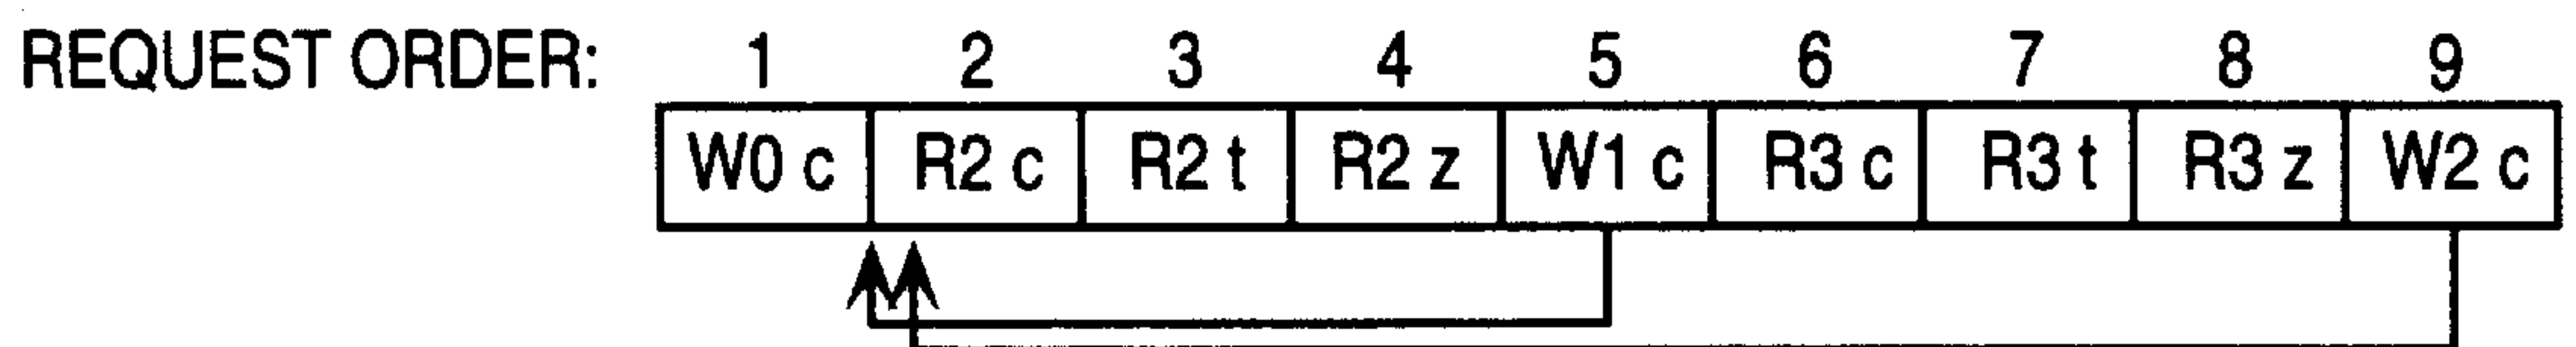 REQUEST ORDER: 1 2 3 4 5 6 7 8 9
W0 c R2 c R2 t R2 z W1 c R3 c R3 t R3 z W2 c